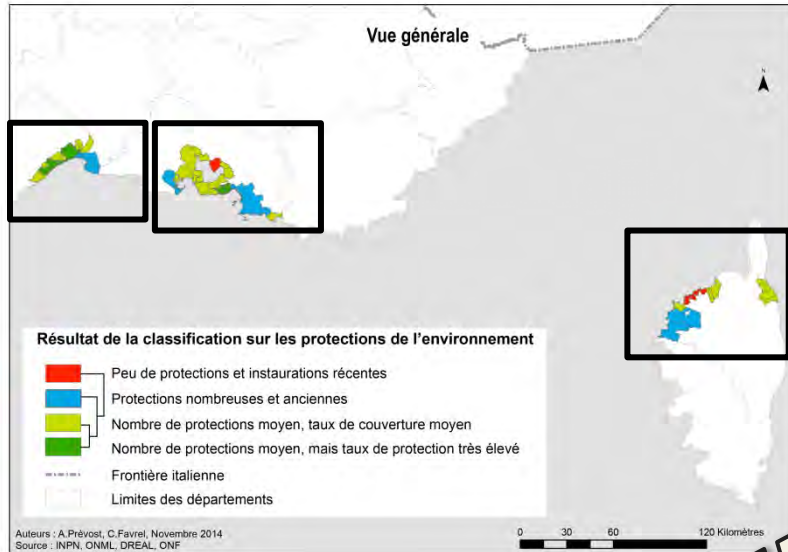 Vue générale
N
Résultat de la classification sur les protections de l'environnement
Peu de protections et instaurations récentes
Protections nombreuses et anciennes
Nombre de protections moyen, taux de couverture moyen
Nombre de protections moyen, mais taux de protection très élevé
Frontière italienne
Limites des départements
Auteurs : A.Prévost, C.Favrel, Novembre 2014
Source : INPN, ONML, DREAL, ONF
0 30 60 120 Kilomètres